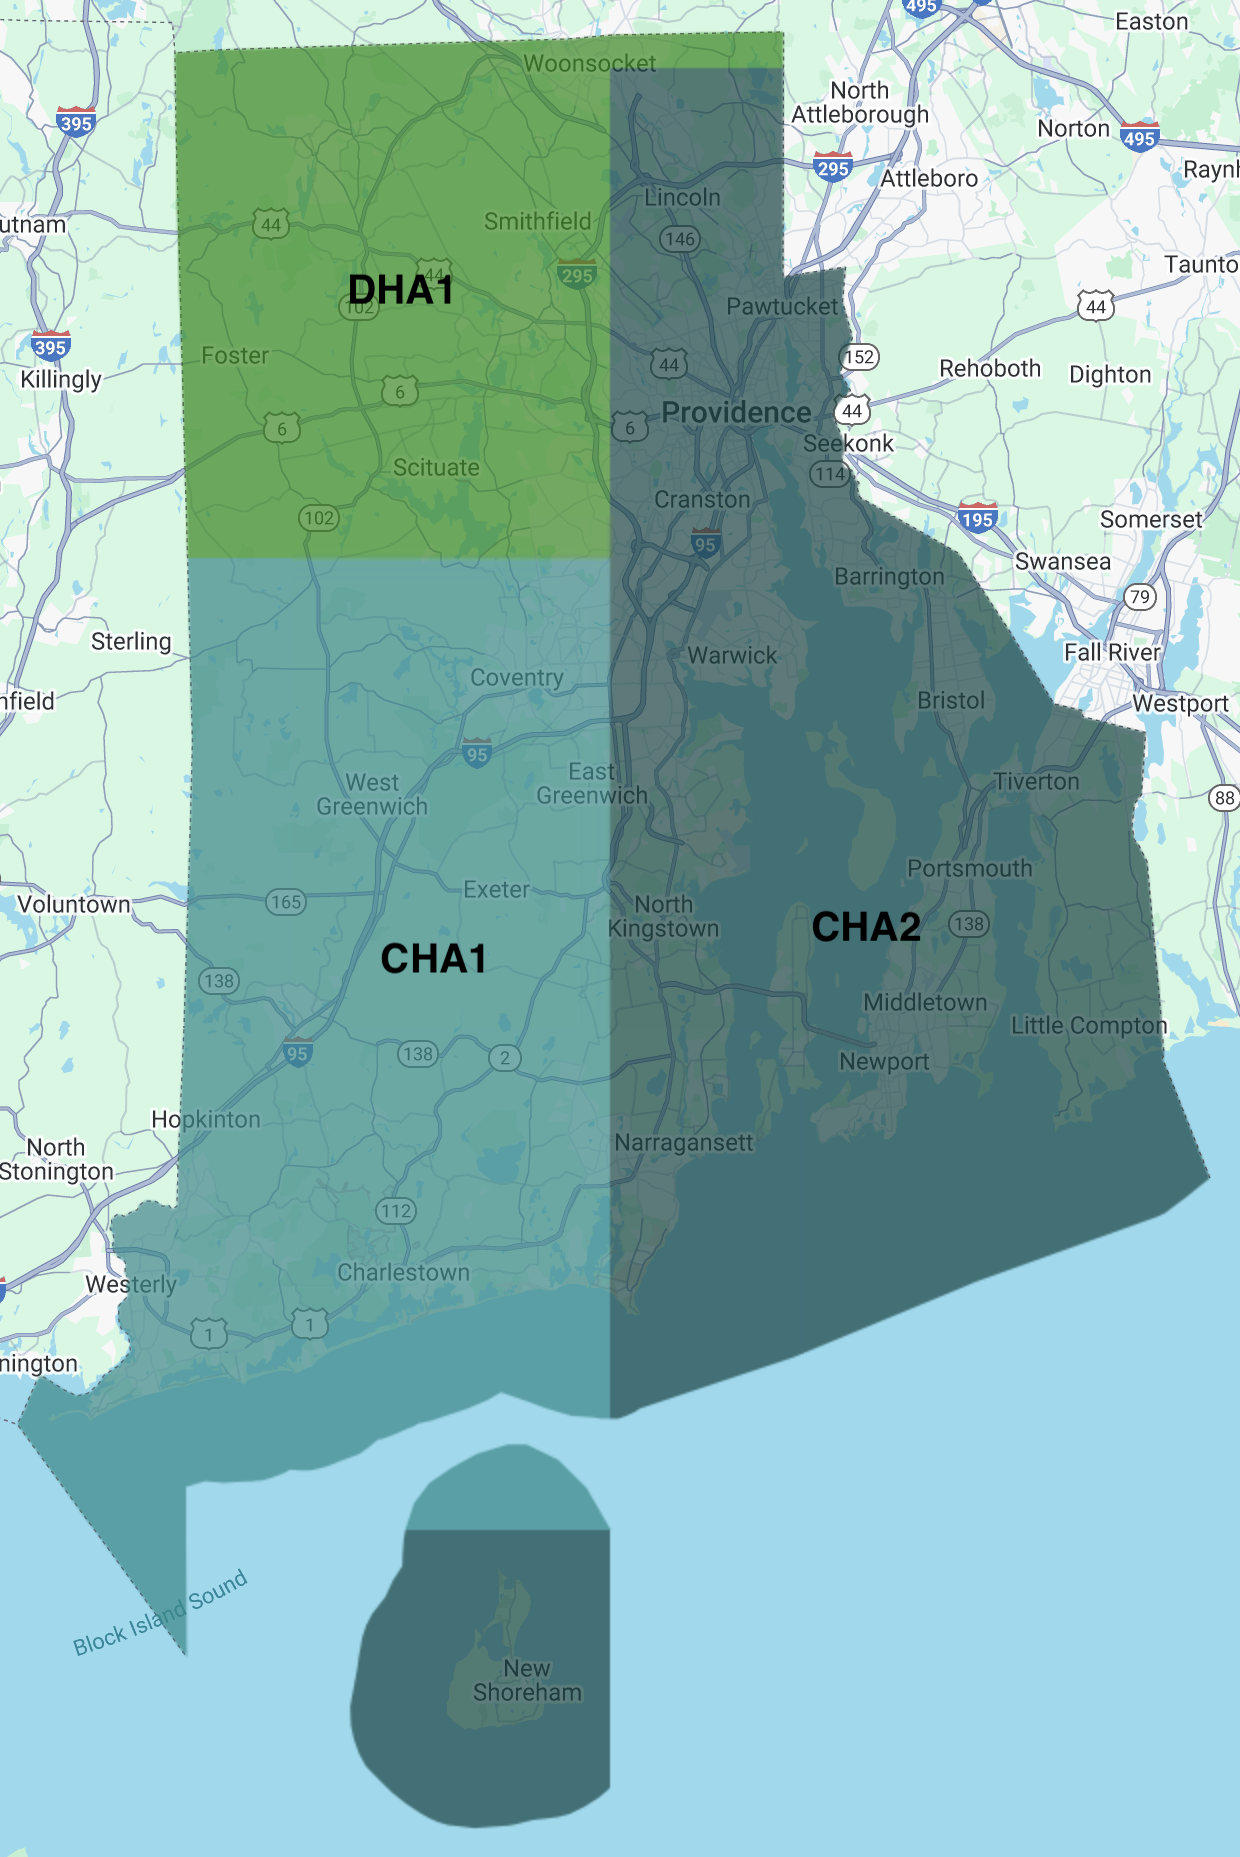 495
Easton
Woonsocket
North
Attleborough
395
Norton
495
295
Attleboro
Lincoln
utnam
44
Smithfield
146
Taunto
44
295
DHA1
102
Pawtucket
44
395
Foster
152
Killingly
44
Rehoboth
Dighton
6
44
Providence
6
6
Seekonk
Scituate
114
Cranston
102
195
Somerset
95
Swansea
Barrington
79
Sterling
Fall River
Warwick
Coventry
nfield
Bristol
Westport
95
West
Greenwich
East
Greenwich
Tiverton
88
Portsmouth
165
Exeter
Voluntown
North
Kingstown
CHA2
138
CHA1
138
Middletown
Little Compton
95
138
2
Newport
Hopkinton
North
Stonington
Narragansett
112
Westerly
Charlestown
1
1
nington
Block Island Sound
New
Shoreham